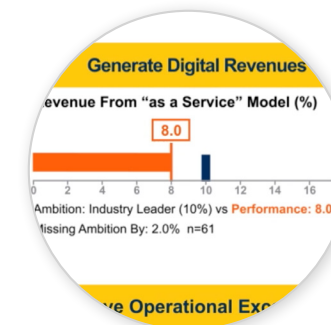 Generate Digital Revenues
Revenue From “as a Service” Model (%)
8.0
0 2 4 6 8 10 12 14 16
Ambition: Industry Leader (10%) vs Performance: 8.0
Missing Ambition By: 2.0% n=61
Operational